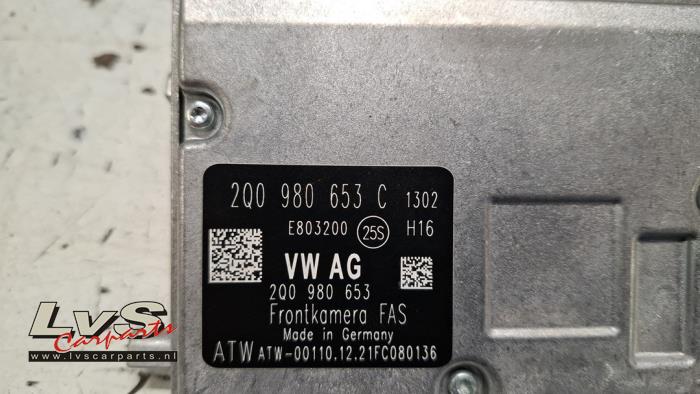 2Q0 980 653 C 1302
E803200 25S H16
VW AG
2Q0 980 653
Frontkamera FAS
Made in Germany
ATW ATW-00110.12.21FC080136
LvS
Carparts
www.lvscarparts.nl